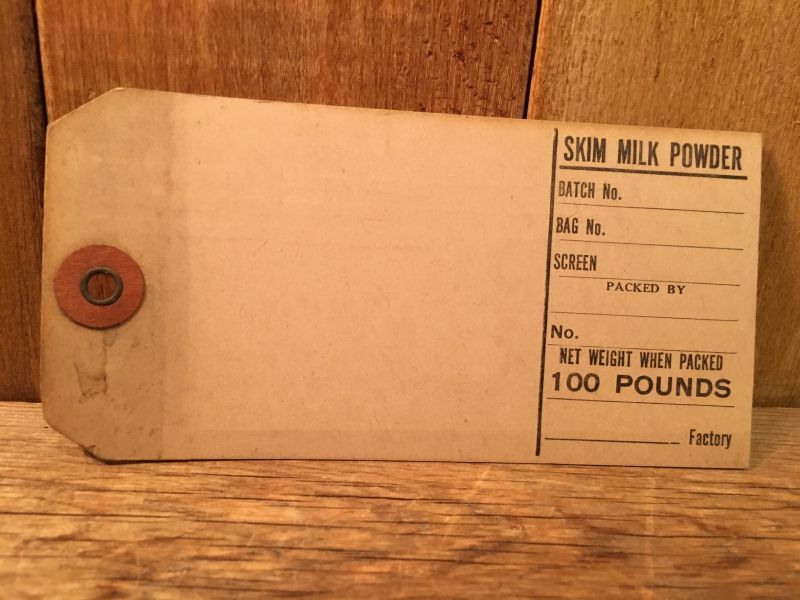 SKIM MILK POWDER
BATCH No.
BAG No.
SCREEN
PACKED BY
No.
NET WEIGHT WHEN PACKED
100 POUNDS
Factory